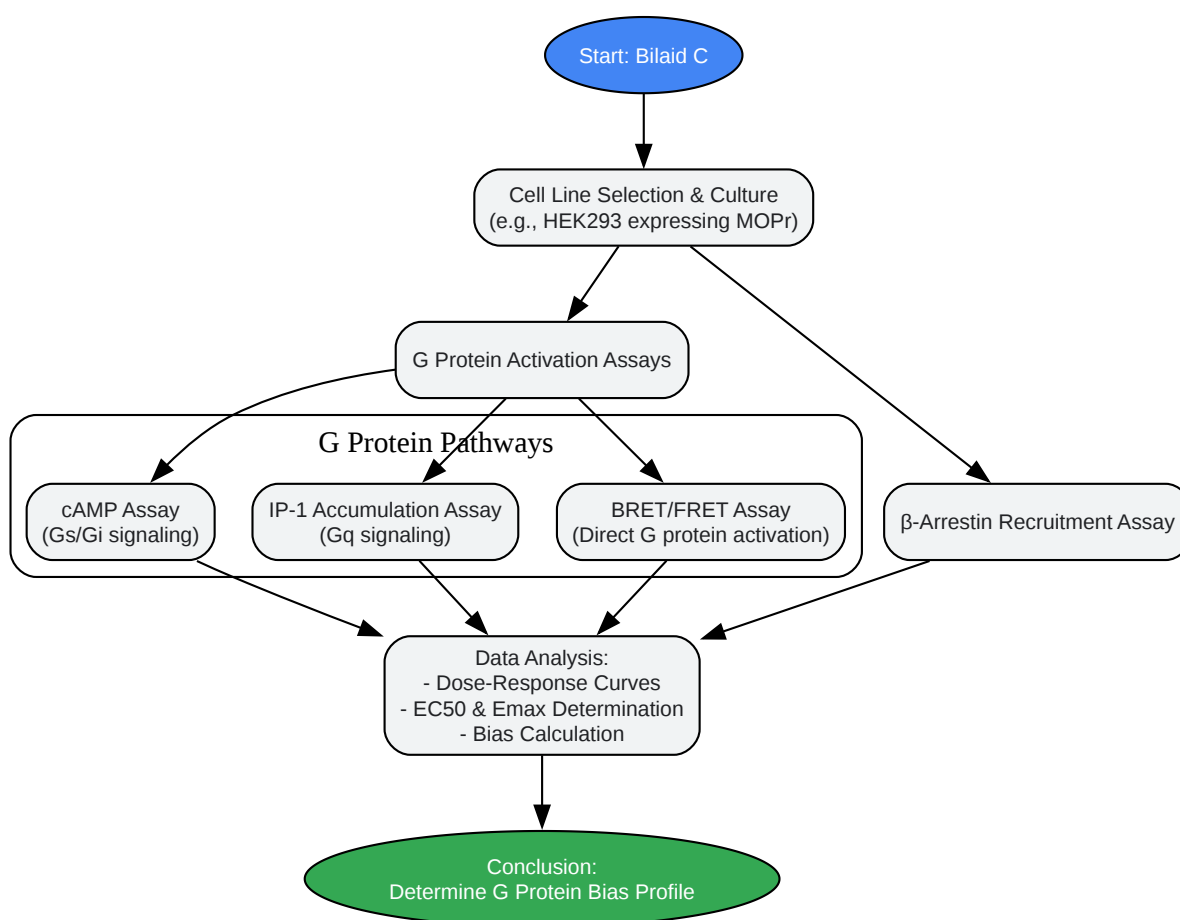 Start: Bilaid C
Cell Line Selection & Culture
(e.g., HEK293 expressing MOPr)
G Protein Activation Assays
G Protein Pathways
cAMP Assay
(Gs/Gi signaling)
IP-1 Accumulation Assay
(Gq signaling)
BRET/FRET Assay
(Direct G protein activation)
β-Arrestin Recruitment Assay
Data Analysis:
- Dose-Response Curves
- EC50 & Emax Determination
- Bias Calculation
Conclusion:
Determine G Protein Bias Profile